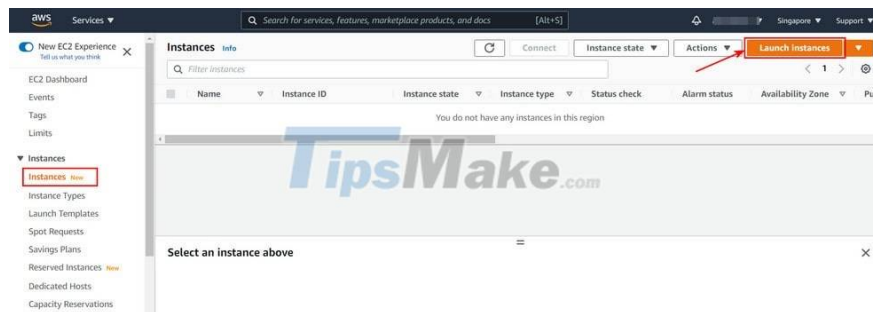 aws Services ▼ Search for services, features, marketplace products, and docs [Alt+S] Singapore ▼ Support ▼
New EC2 Experience
Tell us what you think
EC2 Dashboard
Events
Tags
Limits
▼ Instances
Instances New
Instance Types
Launch Templates
Spot Requests
Savings Plans
Reserved Instances New
Dedicated Hosts
Capacity Reservations
Instances Info Connect Instance state ▼ Actions ▼ Launch instances ▼
Filter instances < 1 >
Name Instance ID Instance state Instance type Status check Alarm status Availability Zone Pu
You do not have any instances in this region
TipsMake.com
Select an instance above